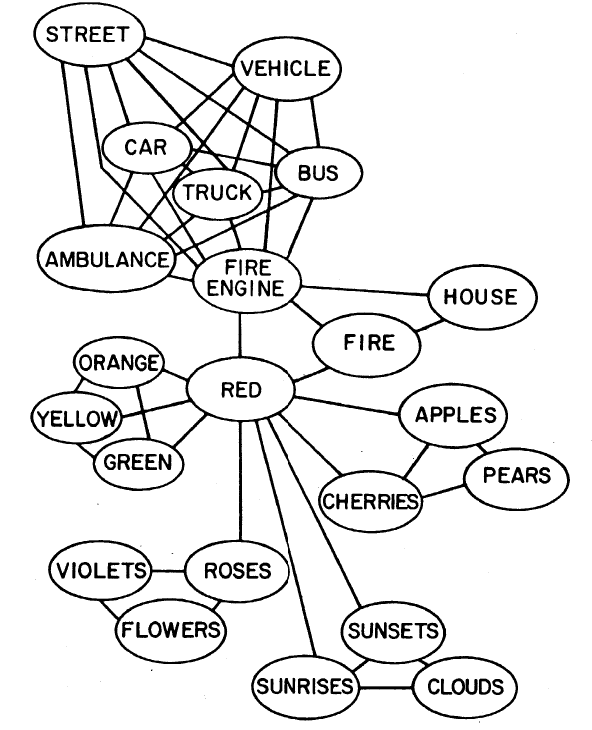 STREET
VEHICLE
CAR
BUS
TRUCK
AMBULANCE
FIRE
ENGINE
HOUSE
FIRE
ORANGE
RED
YELLOW
APPLES
GREEN
PEARS
CHERRIES
VIOLETS
ROSES
FLOWERS
SUNSETS
SUNRISES
CLOUDS